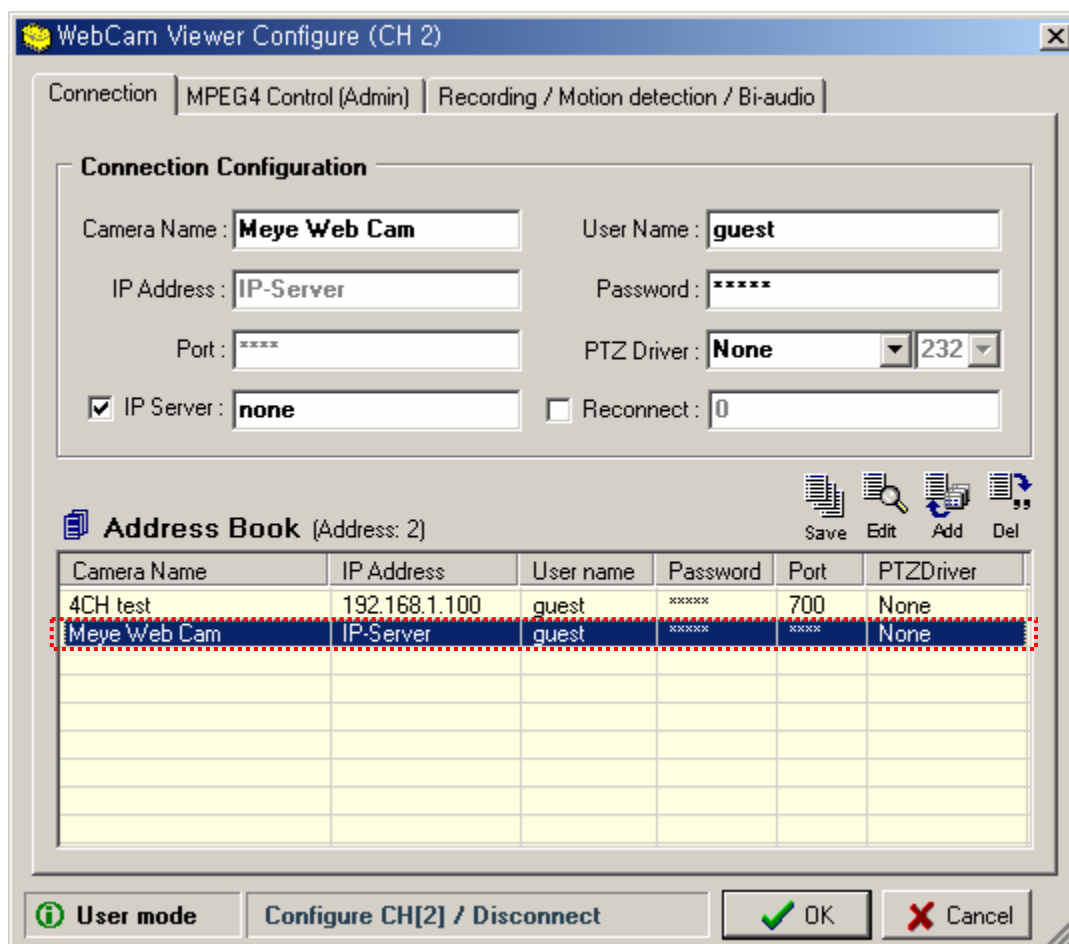 WebCam Viewer Configure (CH 2)
Connection MPEG4 Control (Admin) Recording / Motion detection / Bi-audio
Connection Configuration
Camera Name : Meye Web Cam User Name : guest
IP Address : IP-Server Password : *****
Port : **** PTZ Driver : None 232
IP Server : none Reconnect : 0
Save Edit Add Del
Address Book (Address: 2)
Camera Name IP Address User name Password Port PTZDriver
4CH test 192.168.1.100 guest ***** 700 None
Meye Web Cam IP-Server guest ***** **** None
User mode Configure CH[2] / Disconnect OK Cancel